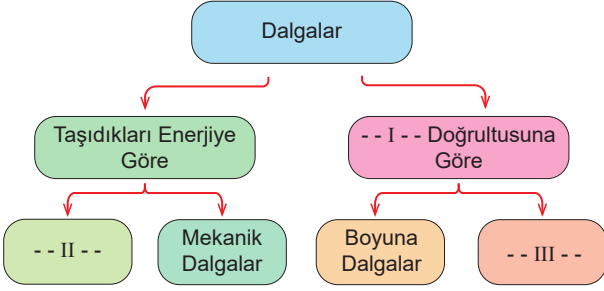 Dalgalar
Taşıdıkları Enerjiye
Göre
- - I - - Doğrultusuna
Göre
- - II - -
Mekanik
Dalgalar
Boyuna
Dalgalar
- - III - -